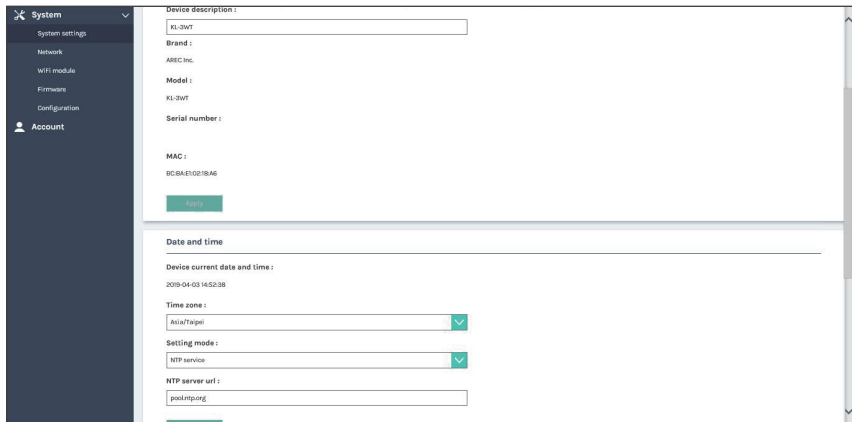 System
System settings
Network
WiFi module
Firmware
Configuration
Account
Device description :
KL-3WT
Brand :
AREC Inc.
Model :
KL-3WT
Serial number :
MAC :
BC:8A:E1:02:18:A6
Apply
Date and time
Device current date and time :
2019-04-03 14:52:38
Time zone :
Asia/Taipei
Setting mode :
NTP service
NTP server url :
pool.ntp.org